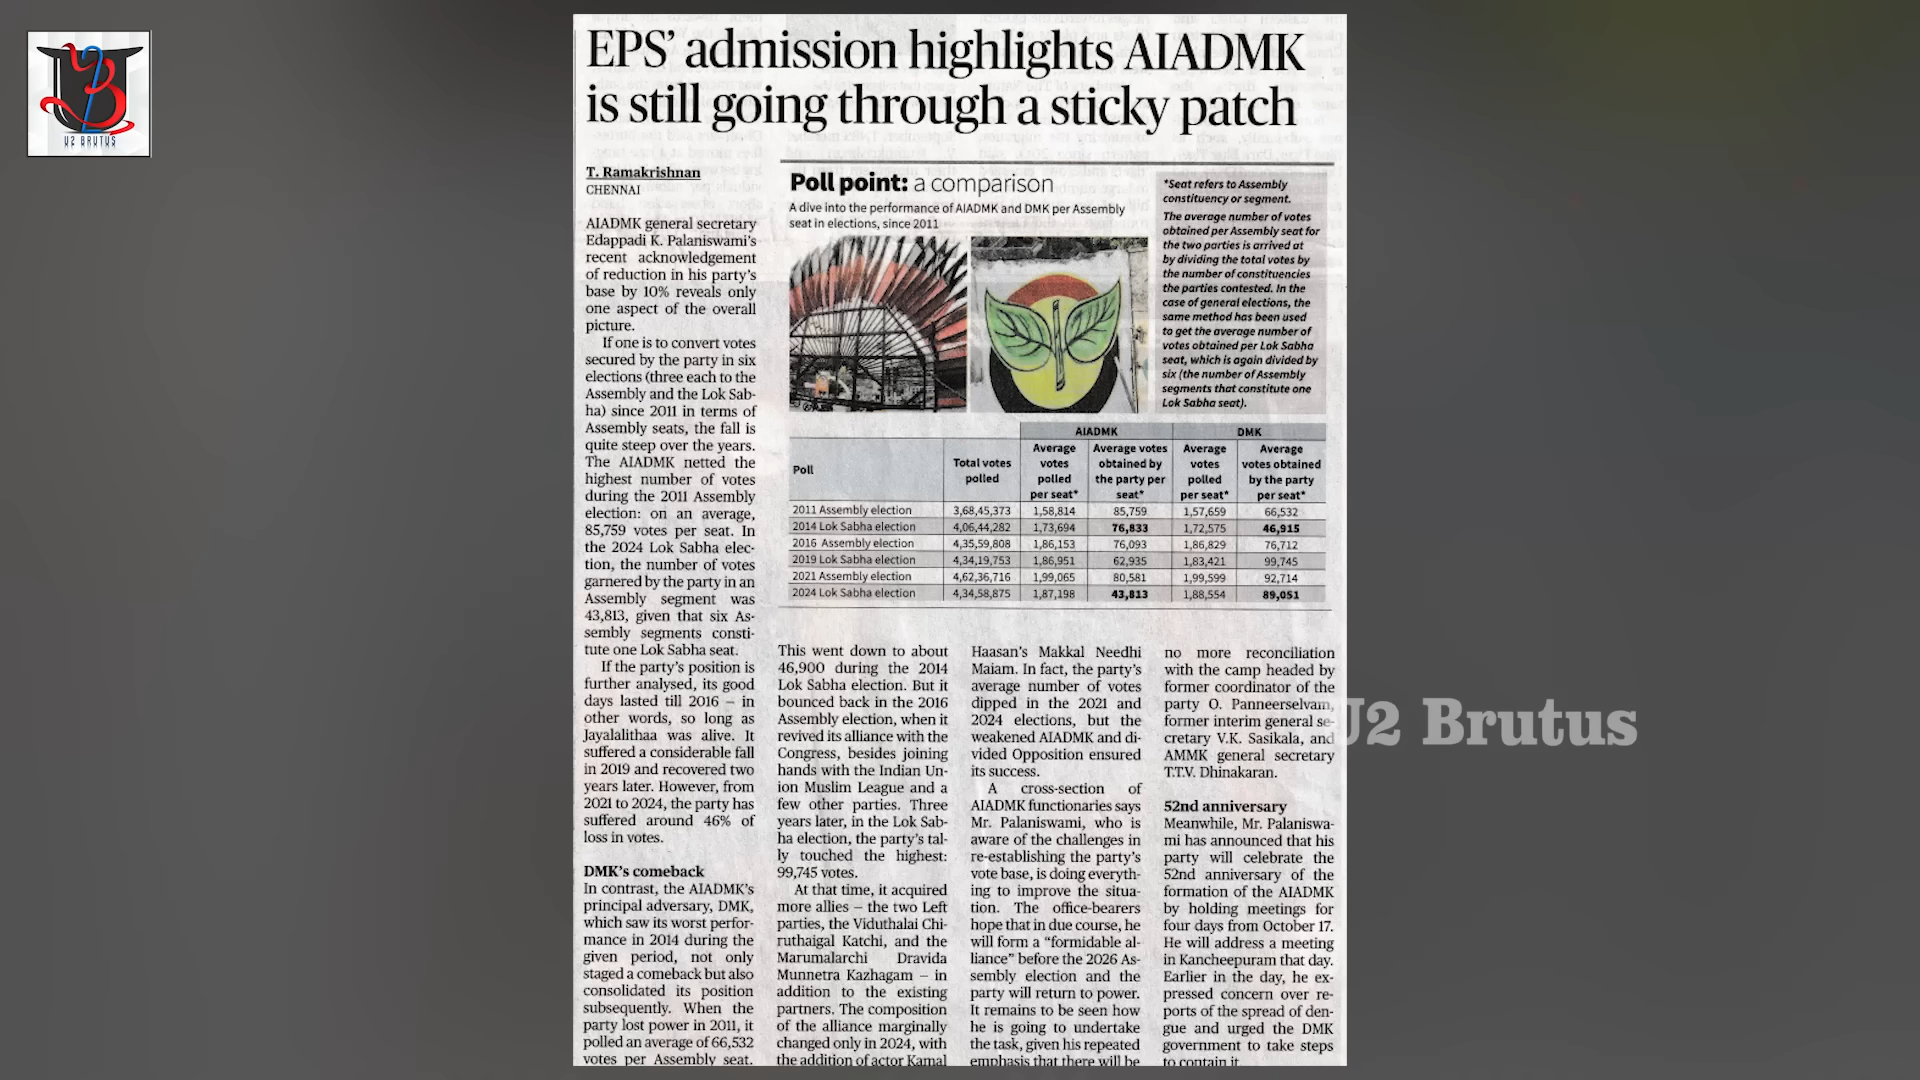 U2 BRUTUS
EPS’ admission highlights AIADMK
is still going through a sticky patch
T. Ramakrishnan
CHENNAI
AIADMK general secretary
Edappadi K. Palaniswami’s
recent acknowledgement
of reduction in his party’s
base by 10% reveals only
one aspect of the overall
picture.
If one is to convert votes
secured by the party in six
elections (three each to the
Assembly and the Lok Sab-
ha) since 2011 in terms of
Assembly seats, the fall is
quite steep over the years.
The AIADMK netted the
highest number of votes
during the 2011 Assembly
election: on an average,
85,759 votes per seat. In
the 2024 Lok Sabha elec-
tion, the number of votes
garnered by the party in an
Assembly segment was
43,813, given that six As-
sembly segments consti-
tute one Lok Sabha seat.
If the party’s position is
further analysed, its good
days lasted till 2016 — in
other words, so long as
Jayalalithaa was alive. It
suffered a considerable fall
in 2019 and recovered two
years later. However, from
2021 to 2024, the party has
suffered around 46% of
loss in votes.
DMK’s comeback
In contrast, the AIADMK’s
principal adversary, DMK,
which saw its worst perfor-
mance in 2014 during the
given period, not only
staged a comeback but also
consolidated its position
subsequently. When the
party lost power in 2011, it
polled an average of 66,532
votes per Assembly seat.
Poll point: a comparison
A dive into the performance of AIADMK and DMK per Assembly
seat in elections, since 2011
*Seat refers to Assembly
constituency or segment.
The average number of votes
obtained per Assembly seat for
the two parties is arrived at
by dividing the total votes by
the number of constituencies
the parties contested. In the
case of general elections, the
same method has been used
to get the average number of
votes obtained per Lok Sabha
seat, which is again divided by
six (the number of Assembly
segments that constitute one
Lok Sabha seat).
AIADMK DMK
Poll Total votes polled Average votes polled per seat* Average votes obtained by the party per seat* Average votes polled per seat* Average votes obtained by the party per seat*
2011 Assembly election 3,68,45,373 1,58,814 85,759 1,57,659 66,532
2014 Lok Sabha election 4,06,44,282 1,73,694 76,833 1,72,575 46,915
2016 Assembly election 4,35,59,808 1,86,153 76,093 1,86,829 76,712
2019 Lok Sabha election 4,34,19,753 1,86,951 62,935 1,83,421 99,745
2021 Assembly election 4,62,36,716 1,99,065 80,581 1,99,599 92,714
2024 Lok Sabha election 4,34,58,875 1,87,198 43,813 1,88,554 89,051
This went down to about
46,900 during the 2014
Lok Sabha election. But it
bounced back in the 2016
Assembly election, when it
revived its alliance with the
Congress, besides joining
hands with the Indian Un-
ion Muslim League and a
few other parties. Three
years later, in the Lok Sab-
ha election, the party’s tal-
ly touched the highest:
99,745 votes.
At that time, it acquired
more allies — the two Left
parties, the Viduthalai Chi-
ruthaigal Katchi, and the
Marumalarchi Dravida
Munnetra Kazhagam — in
addition to the existing
partners. The composition
of the alliance marginally
changed only in 2024, with
the addition of actor Kamal
Haasan’s Makkal Needhi
Maiam. In fact, the party’s
average number of votes
dipped in the 2021 and
2024 elections, but the
weakened AIADMK and di-
vided Opposition ensured
its success.
A cross-section of
AIADMK functionaries says
Mr. Palaniswami, who is
aware of the challenges in
re-establishing the party’s
vote base, is doing everyth-
ing to improve the situa-
tion. The office-bearers
hope that in due course, he
will form a “formidable al-
liance” before the 2026 As-
sembly election and the
party will return to power.
It remains to be seen how
he is going to undertake
the task, given his repeated
emphasis that there will be
no more reconciliation
with the camp headed by
former coordinator of the
party O. Panneerselvam,
former interim general se-
cretary V.K. Sasikala, and
AMMK general secretary
T.T.V. Dhinakaran.
52nd anniversary
Meanwhile, Mr. Palaniswa-
mi has announced that his
party will celebrate the
52nd anniversary of the
formation of the AIADMK
by holding meetings for
four days from October 17.
He will address a meeting
in Kancheepuram that day.
Earlier in the day, he ex-
pressed concern over re-
ports of the spread of den-
gue and urged the DMK
government to take steps
to contain it.
U2 Brutus